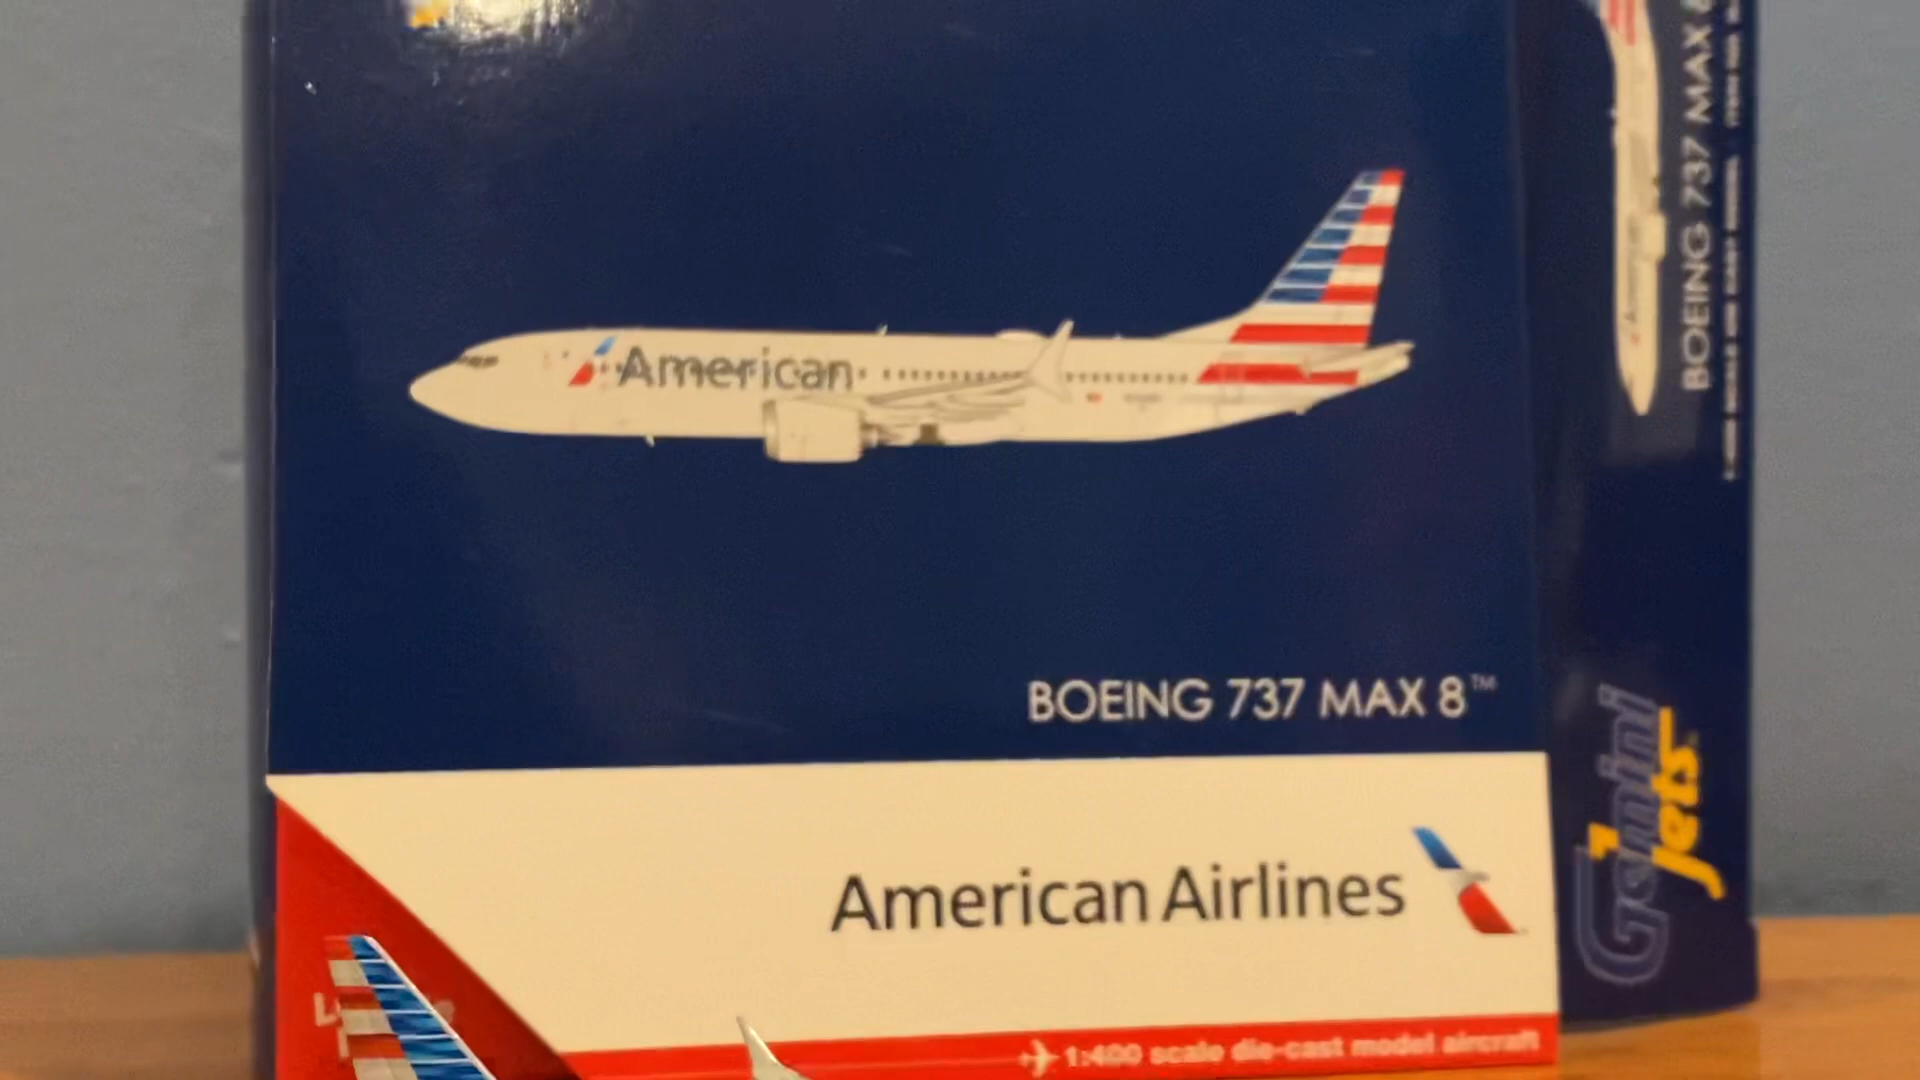 American
BOEING 737 MAX 8™
American Airlines
1:400 scale die-cast model aircraft
BOEING 737 MAX 8
Gemini
Jets